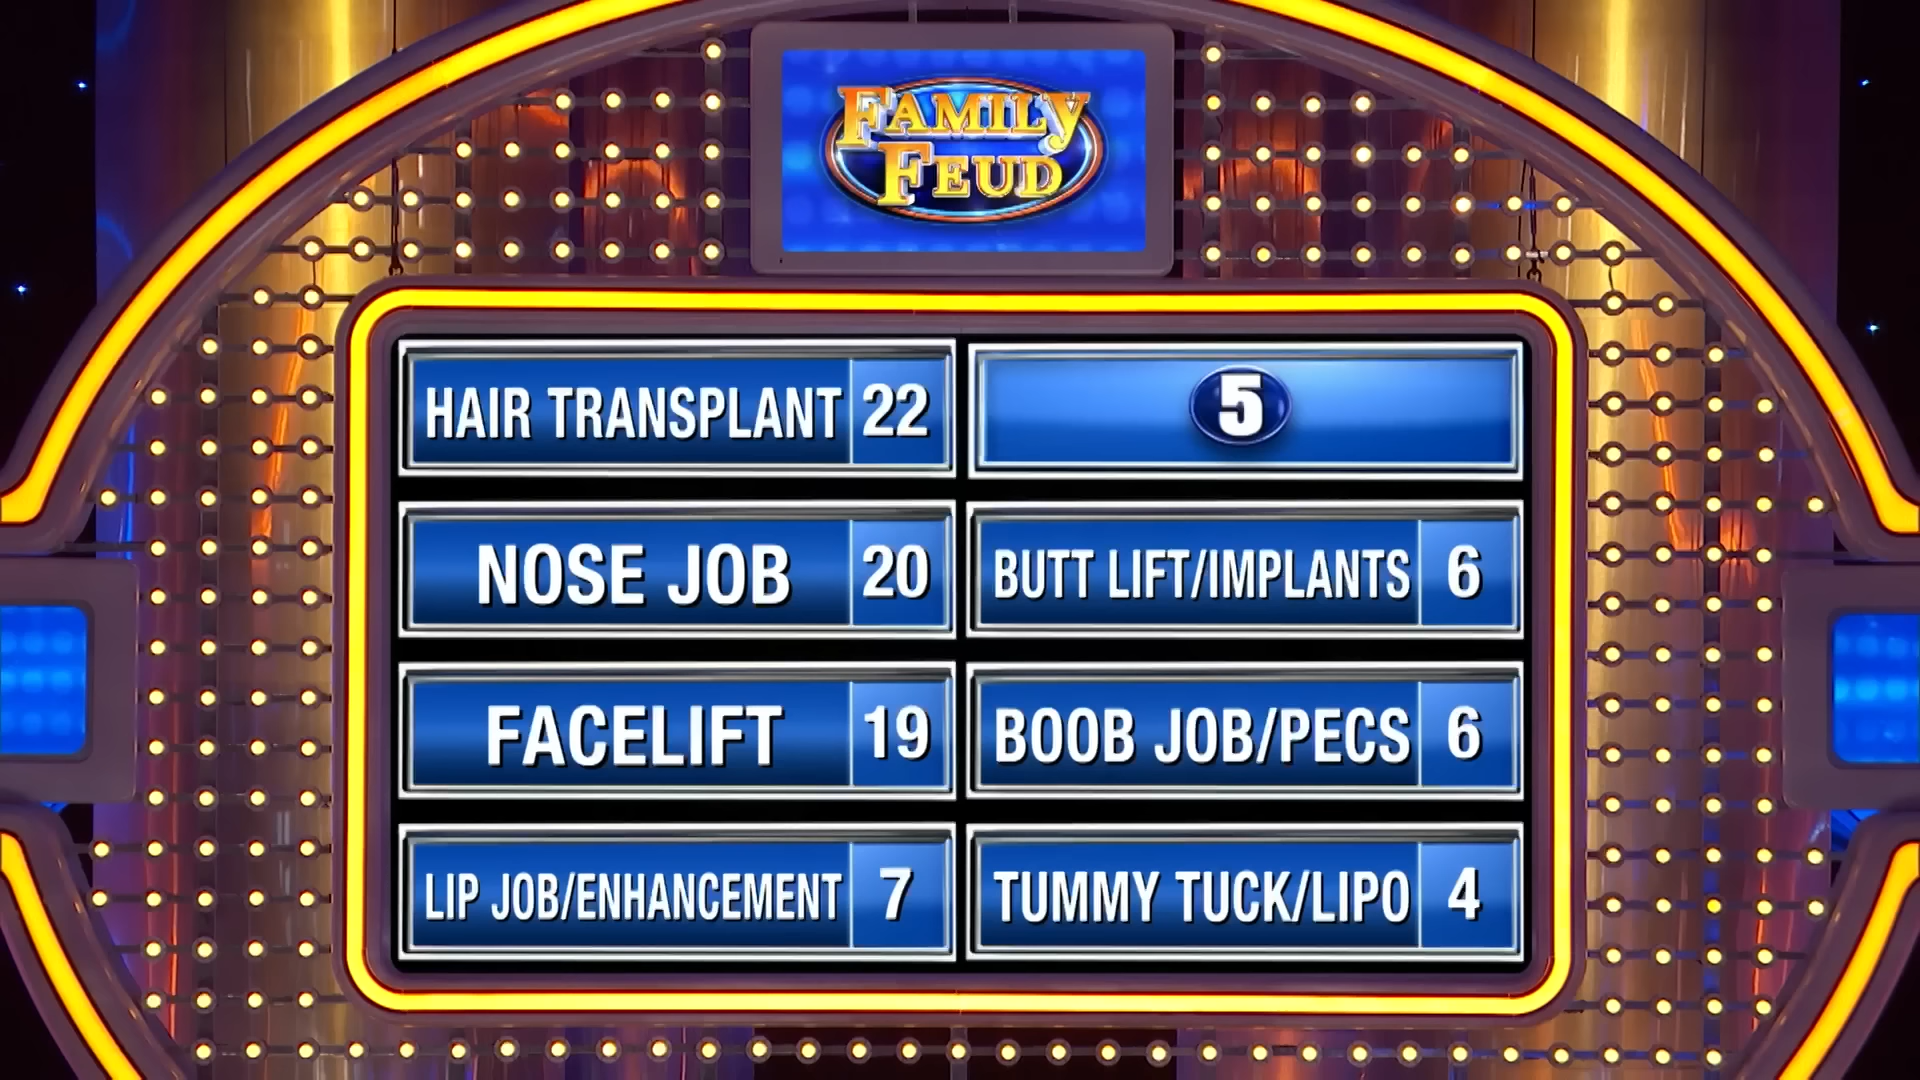 FAMILY
FEUD
HAIR TRANSPLANT 22
5
NOSE JOB 20
BUTT LIFT/IMPLANTS 6
FACELIFT 19
BOOB JOB/PECS 6
LIP JOB/ENHANCEMENT 7
TUMMY TUCK/LIPO 4